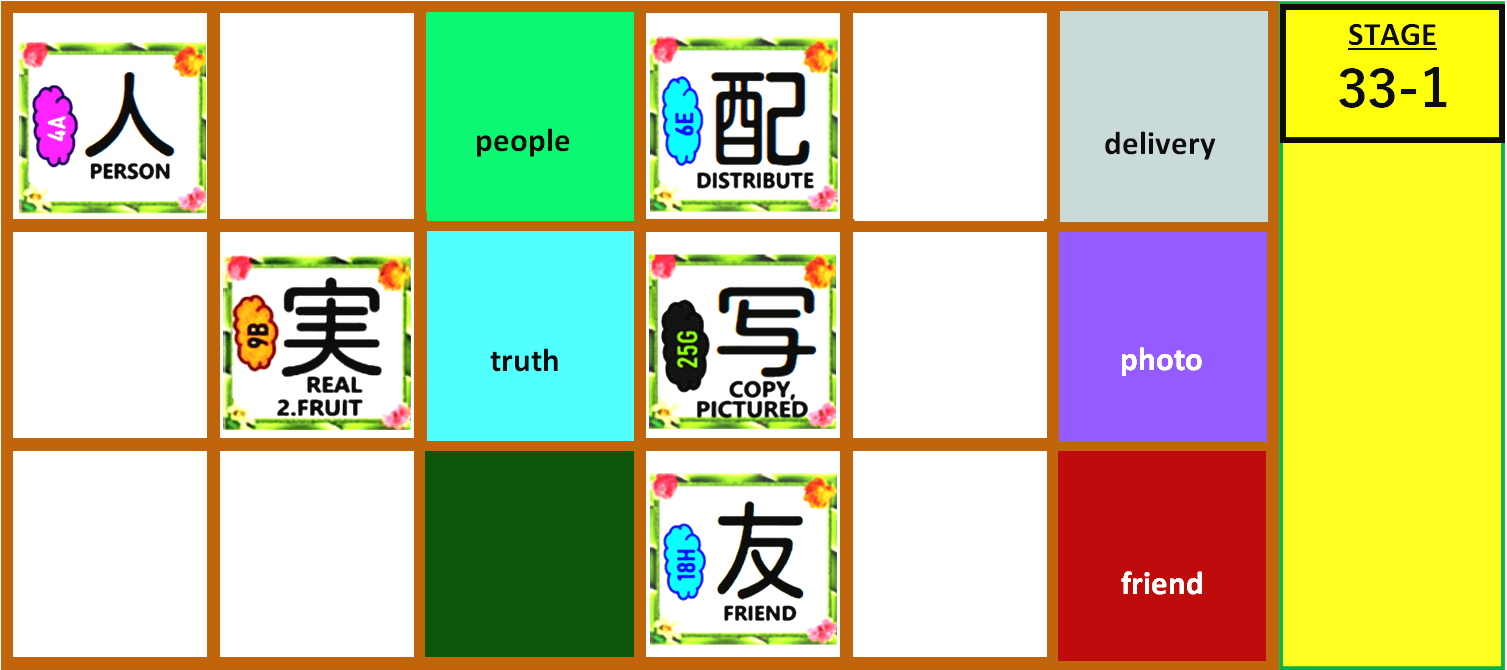 4A
人
PERSON
people
6E
配
DISTRIBUTE
delivery
STAGE
33-1
9B
実
REAL
2.FRUIT
truth
25G
写
COPY,
PICTURED
photo
18H
友
FRIEND
friend